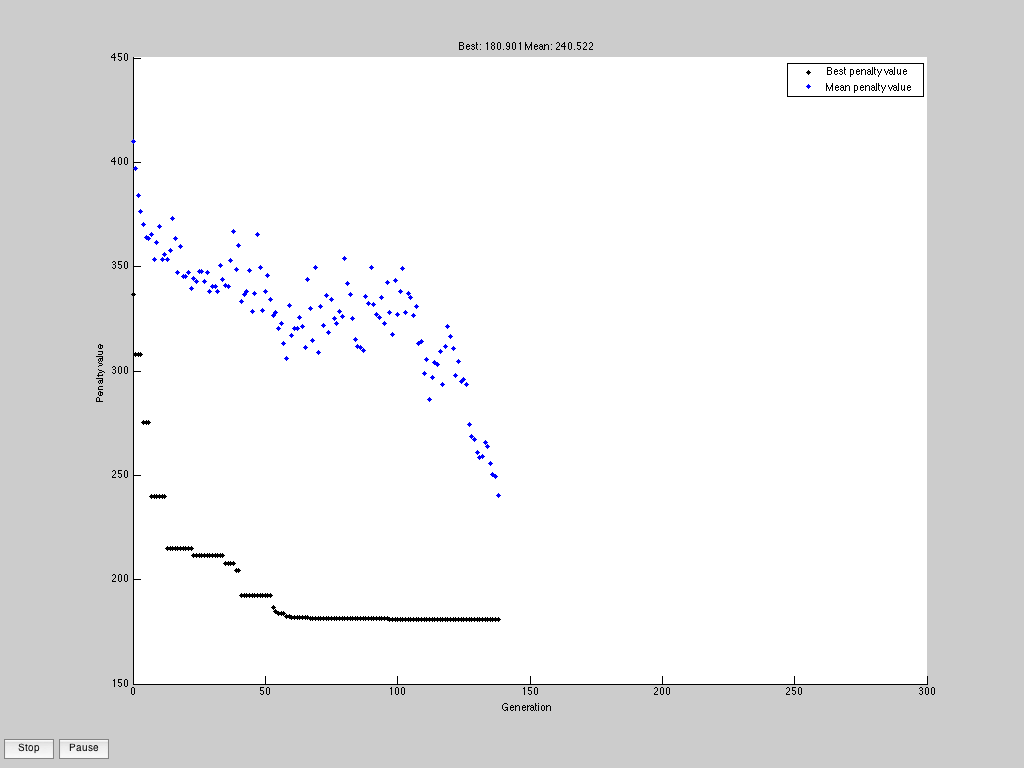 Best: 180.901 Mean: 240.522
450
Best penalty value
Mean penalty value
400
350
300
Penalty value
250
200
150
0 50 100 150 200 250 300
Generation
Stop Pause